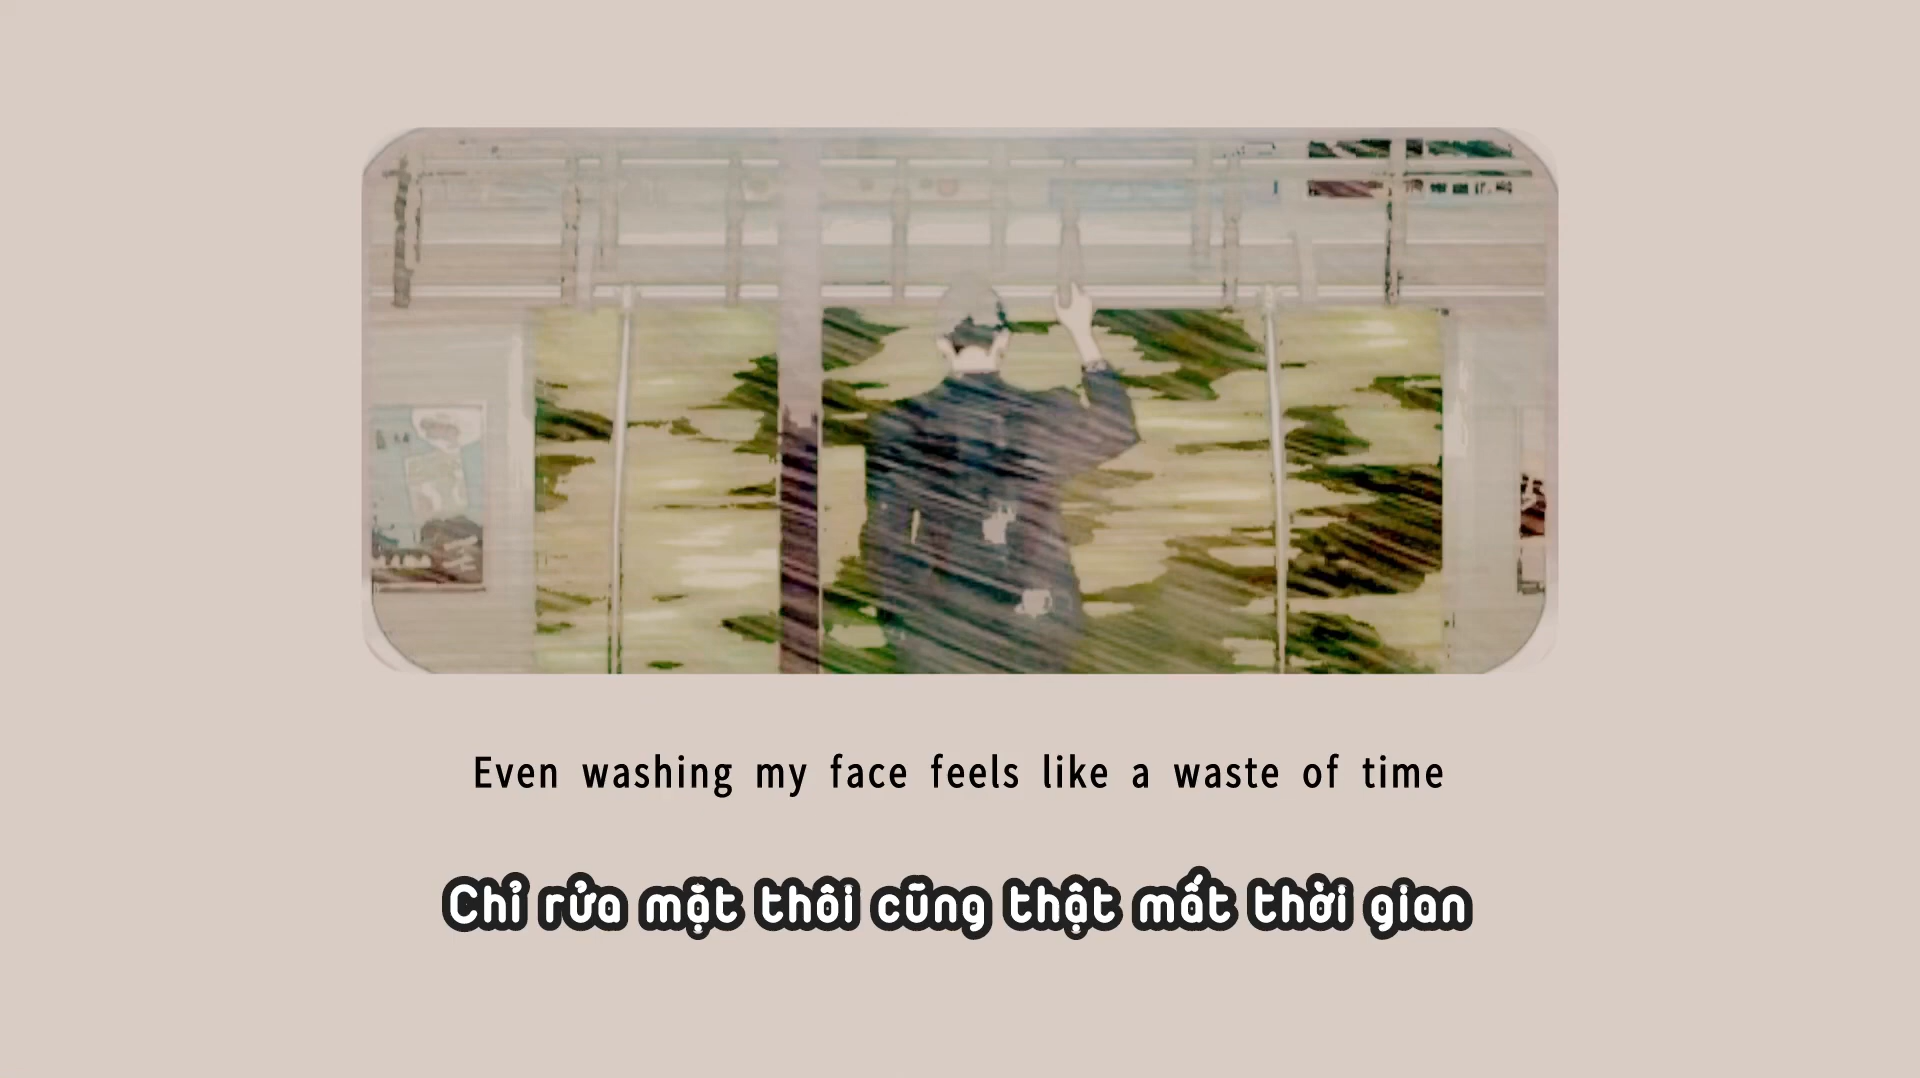 Even washing my face feels like a waste of time
Chỉ rửa mặt thôi cũng thật mất thời gian